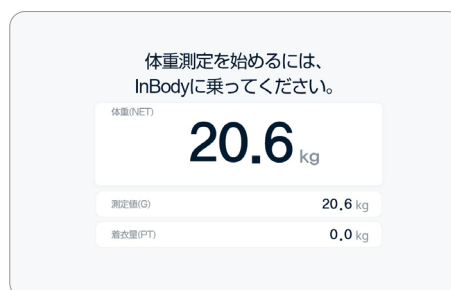 体重測定を始めるには、
InBodyに乗ってください。
体重(NET)
20.6 kg
測定値(G) 20.6 kg
着衣量(PT) 0.0 kg